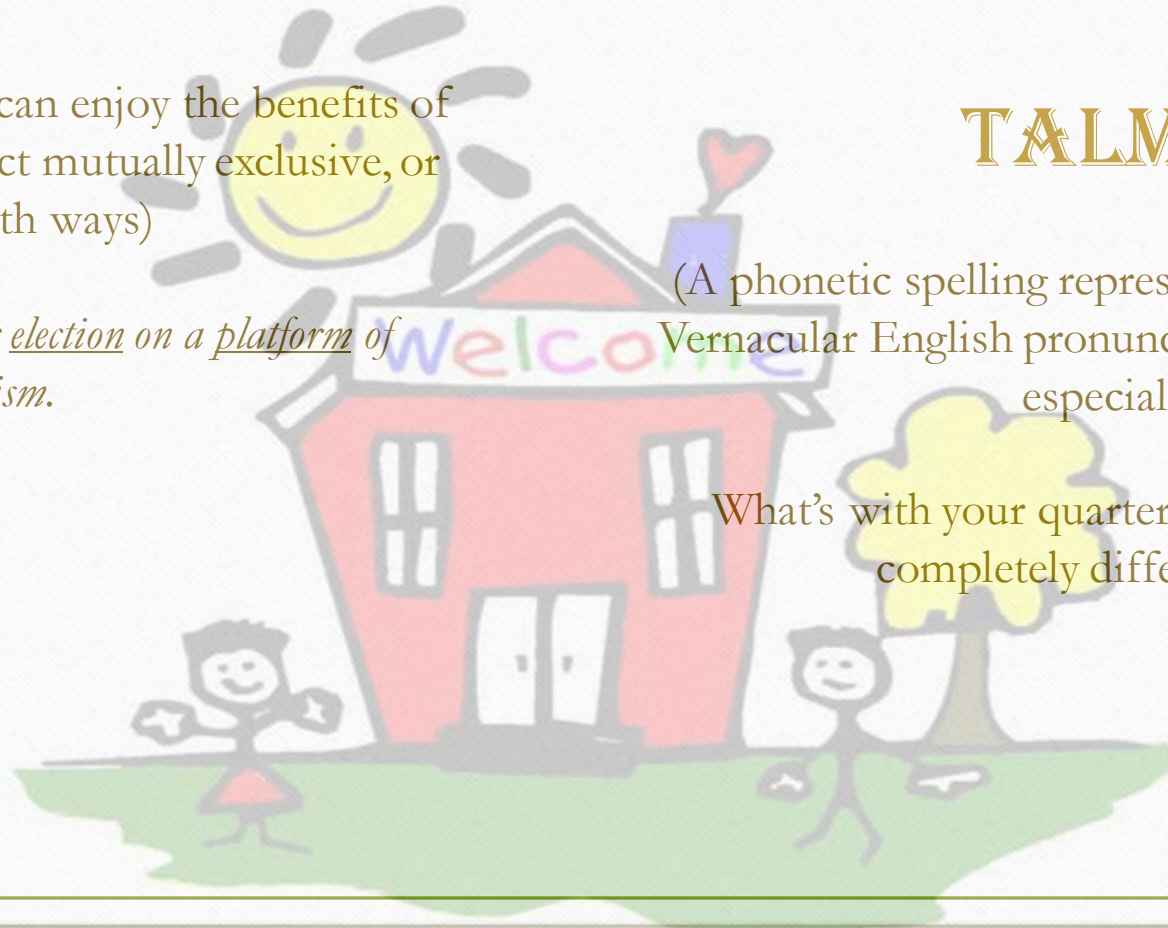 can enjoy the benefits of
ct mutually exclusive, or
th ways)
election on a platform of
ism.
TALM
(A phonetic spelling repres
Vernacular English pronunc
especial
What's with your quarter
completely diffe
Welcome